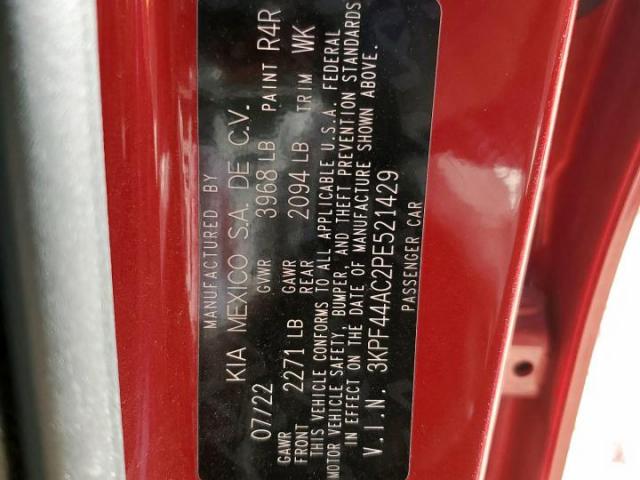 MANUFACTURED BY
KIA MEXICO S.A. DE C.V.
07/22 GVWR 3968 LB PAINT R4R
GAWR FRONT 2271 LB GAWR REAR 2094 LB TRIM WK
THIS VEHICLE CONFORMS TO ALL APPLICABLE U.S.A. FEDERAL
MOTOR VEHICLE SAFETY, BUMPER, AND THEFT PREVENTION STANDARDS
IN EFFECT ON THE DATE OF MANUFACTURE SHOWN ABOVE.
V.I.N. 3KPF44AC2PE521429
PASSENGER CAR